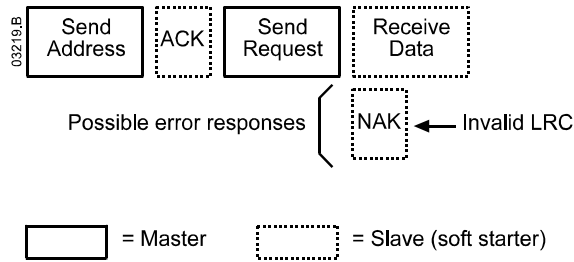 03219.B
Send Address
ACK
Send Request
Receive Data
Possible error responses
NAK
Invalid LRC
= Master
= Slave (soft starter)